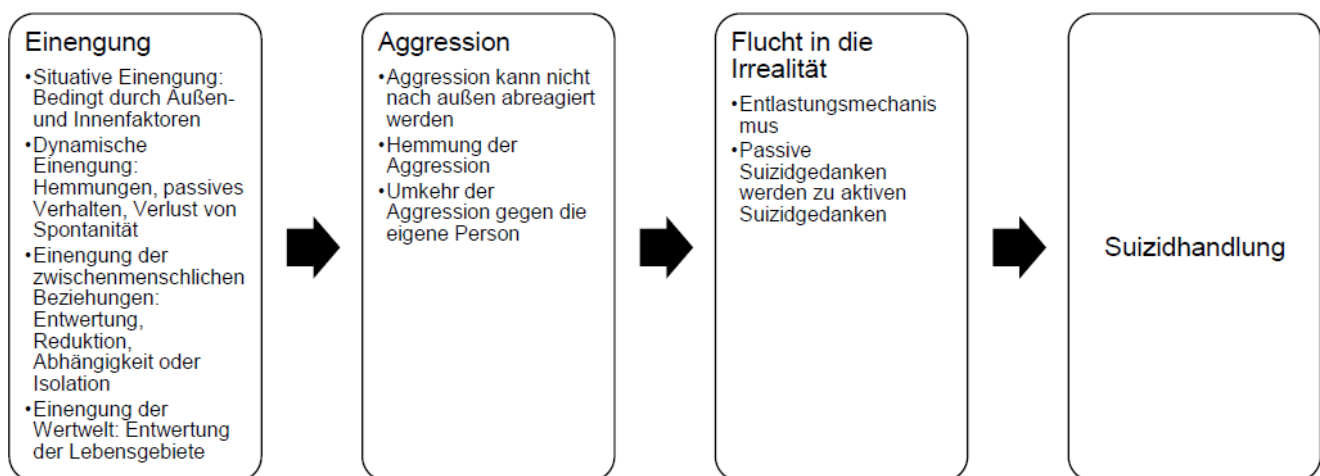 Einengung
•Situative Einengung:
Bedingt durch Außen-
und Innenfaktoren
•Dynamische
Einengung:
Hemmungen, passives
Verhalten, Verlust von
Spontanität
•Einengung der
zwischenmenschlichen
Beziehungen:
Entwertung,
Reduktion,
Abhängigkeit oder
Isolation
•Einengung der
Wertwelt: Entwertung
der Lebensgebiete
Aggression
•Aggression kann nicht
nach außen abreagiert
werden
•Hemmung der
Aggression
•Umkehr der
Aggression gegen die
eigene Person
Flucht in die
Irrealität
•Entlastungsmechanis
mus
•Passive
Suizidgedanken
werden zu aktiven
Suizidgedanken
Suizidhandlung